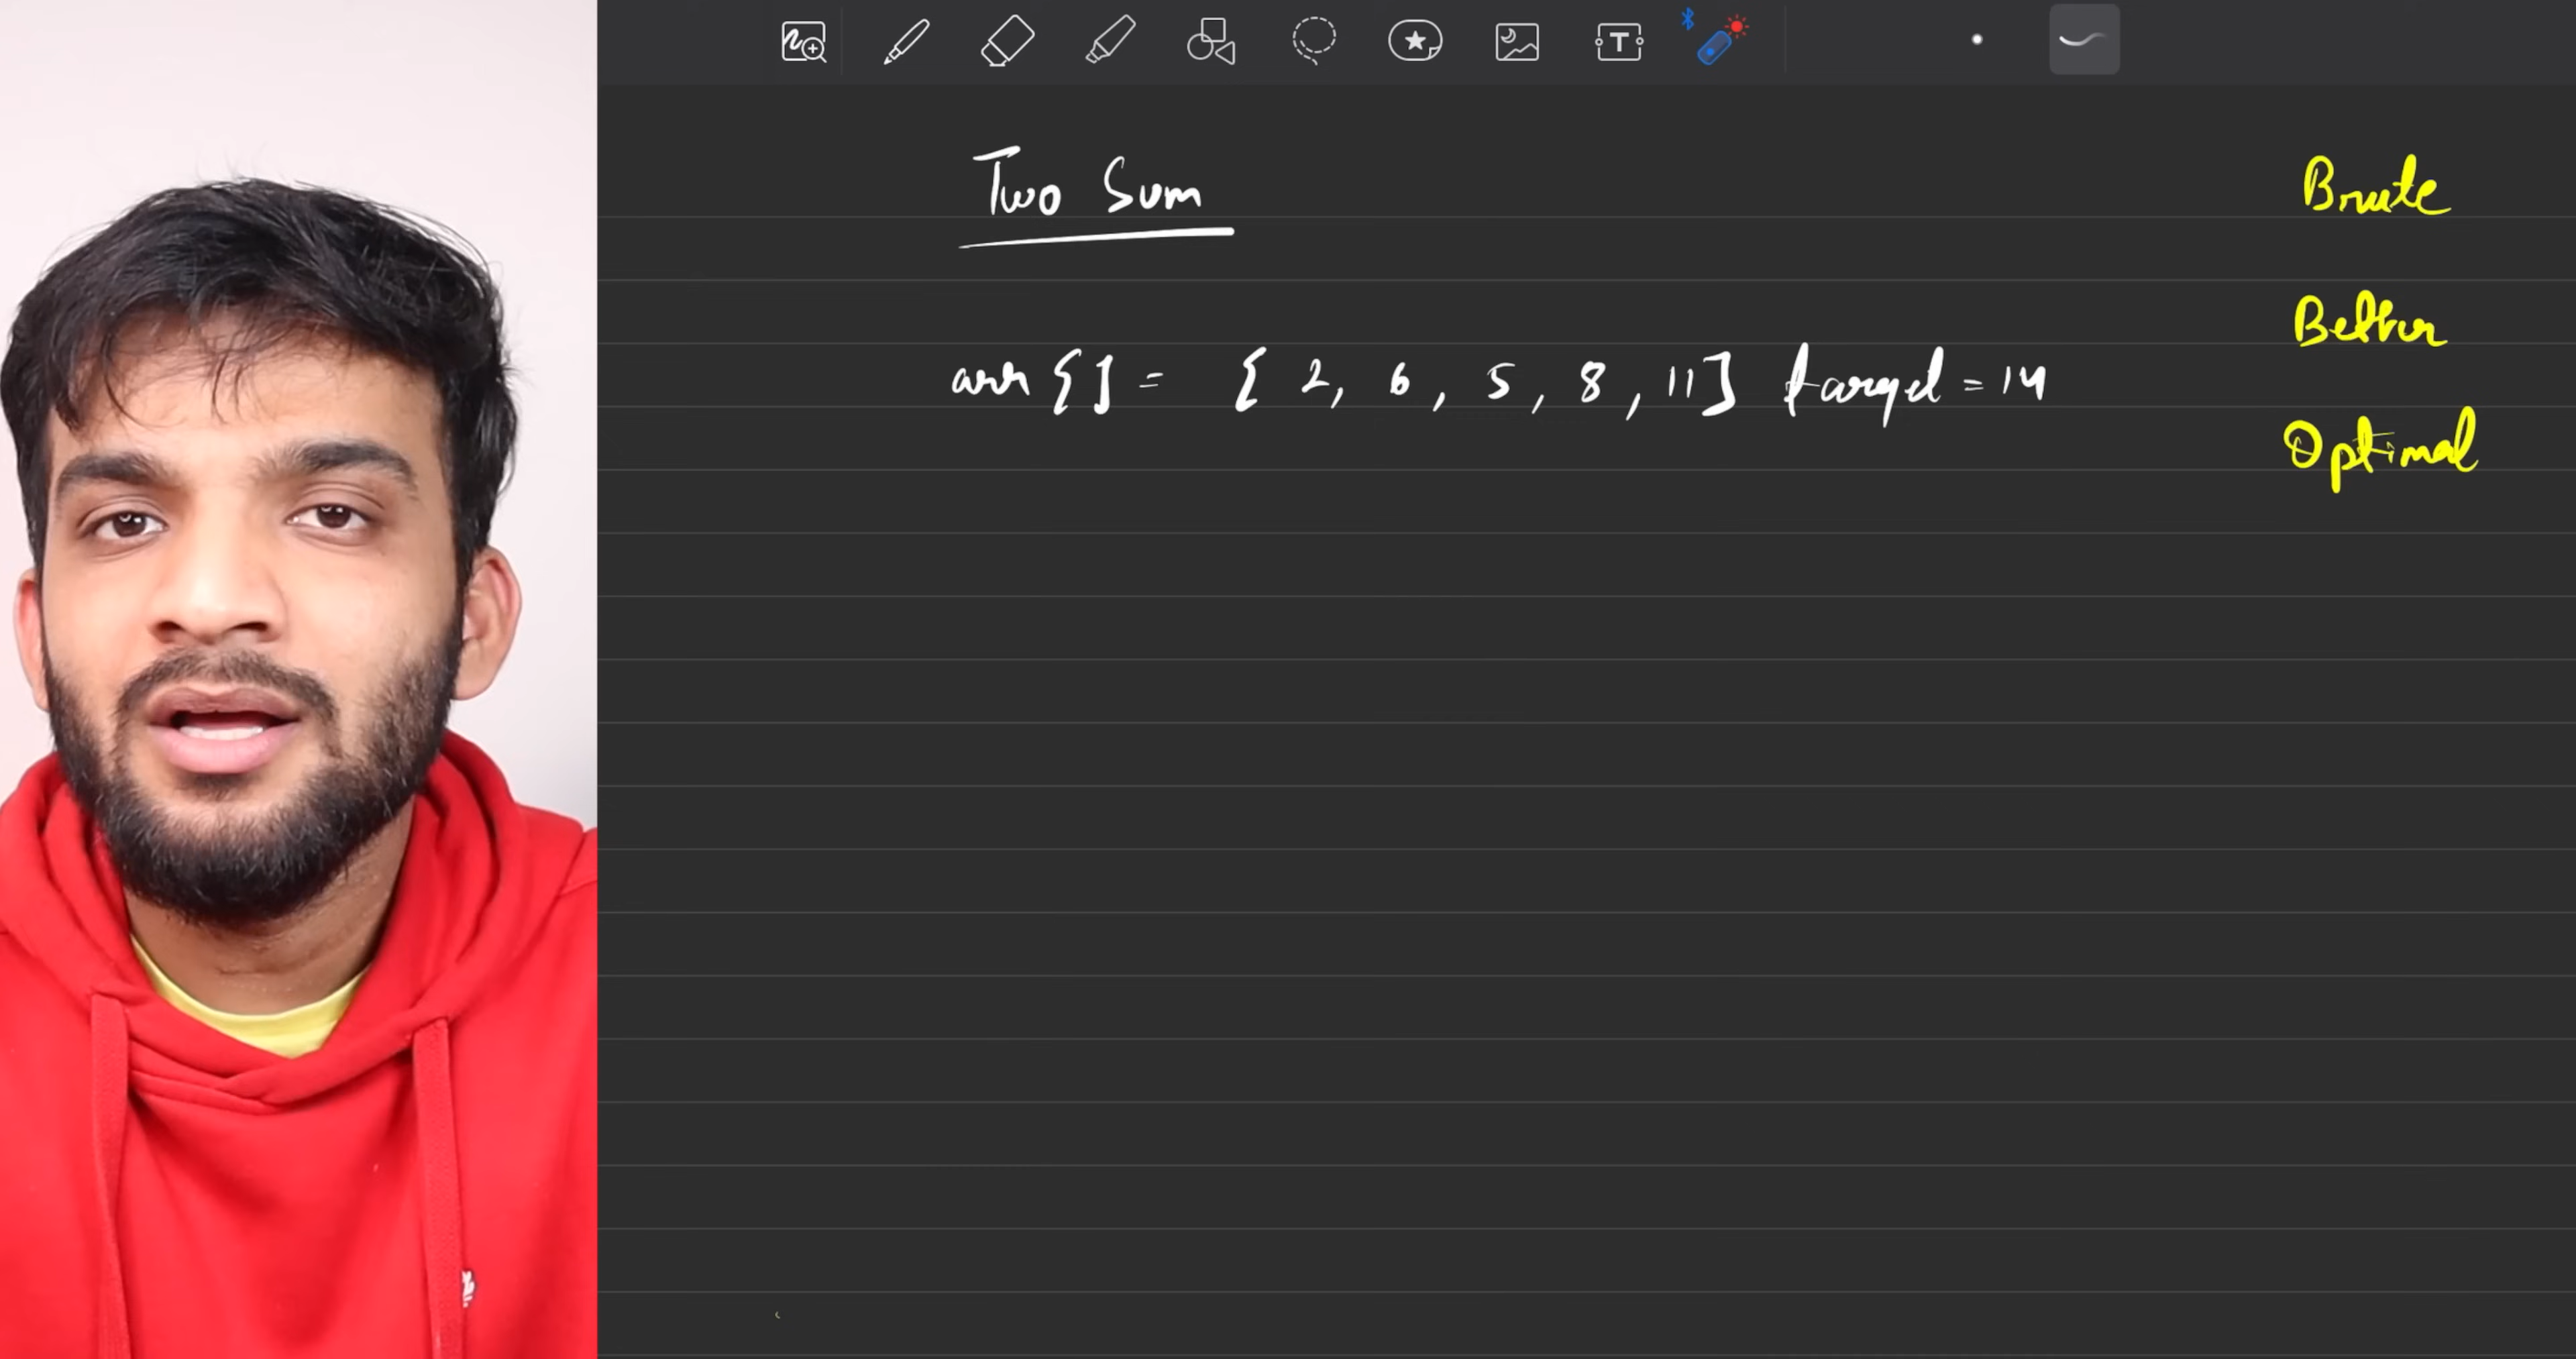 Two Sum
arr [] = { 2, 6, 5, 8, 11} target = 14
Brute
Better
Optimal